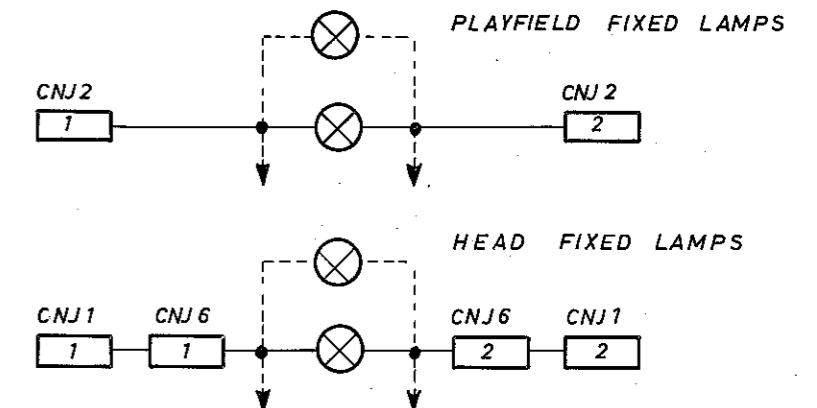 PLAYFIELD FIXED LAMPS
CNJ2 CNJ 2
1 2
HEAD FIXED LAMPS
CNJ1 CNJ6 CNJ6 CNJ1
1 1 2 2